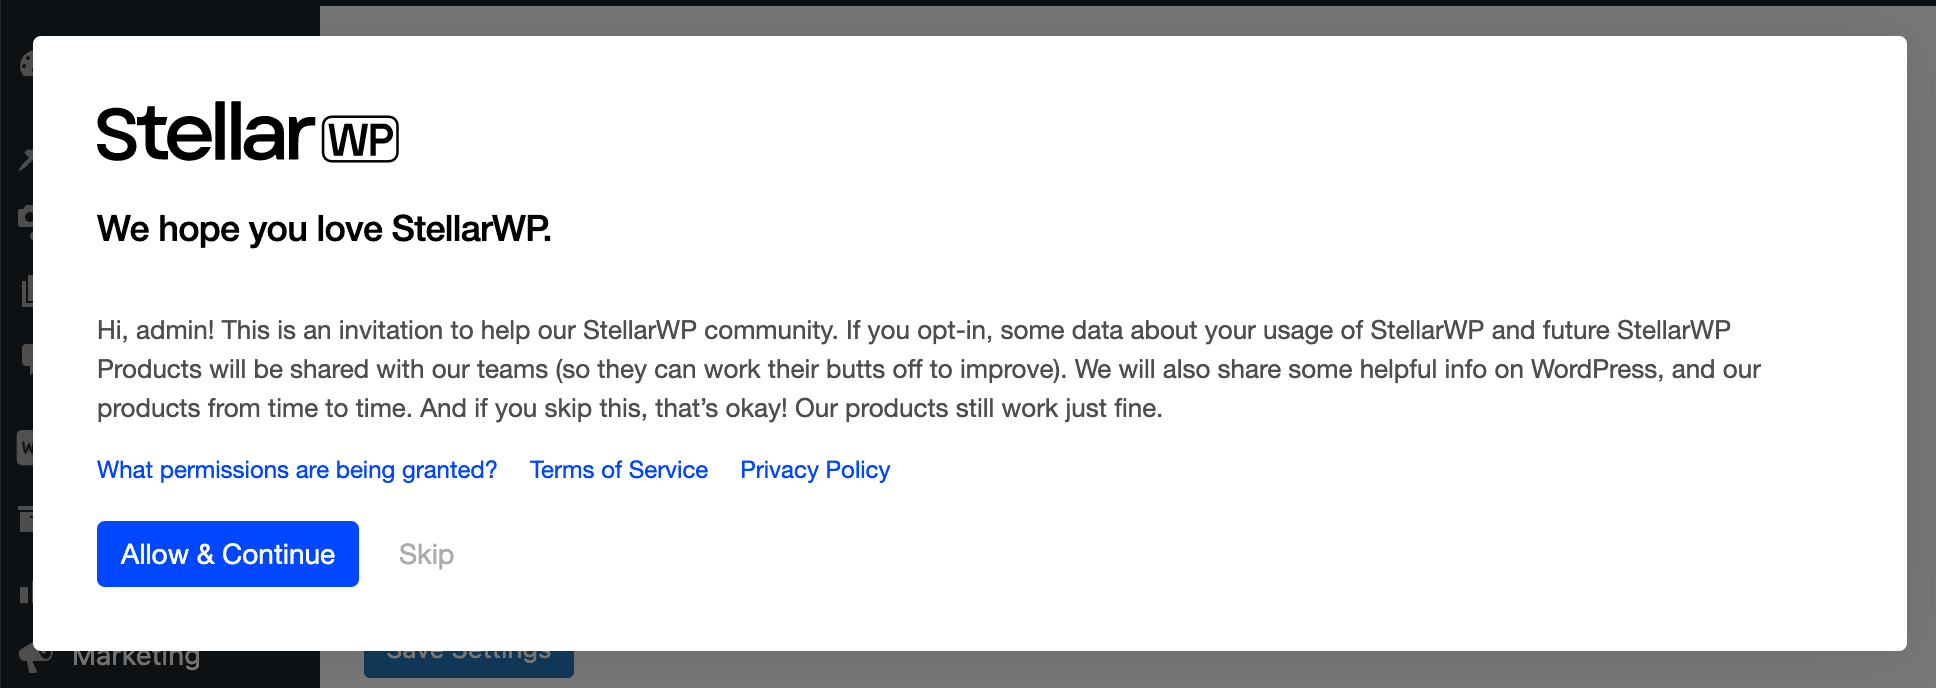 Stellar WP
We hope you love StellarWP.
Hi, admin! This is an invitation to help our StellarWP community. If you opt-in, some data about your usage of StellarWP and future StellarWP
Products will be shared with our teams (so they can work their butts off to improve). We will also share some helpful info on WordPress, and our
products from time to time. And if you skip this, that’s okay! Our products still work just fine.
What permissions are being granted? Terms of Service Privacy Policy
Allow & Continue Skip
Marketing Save Settings